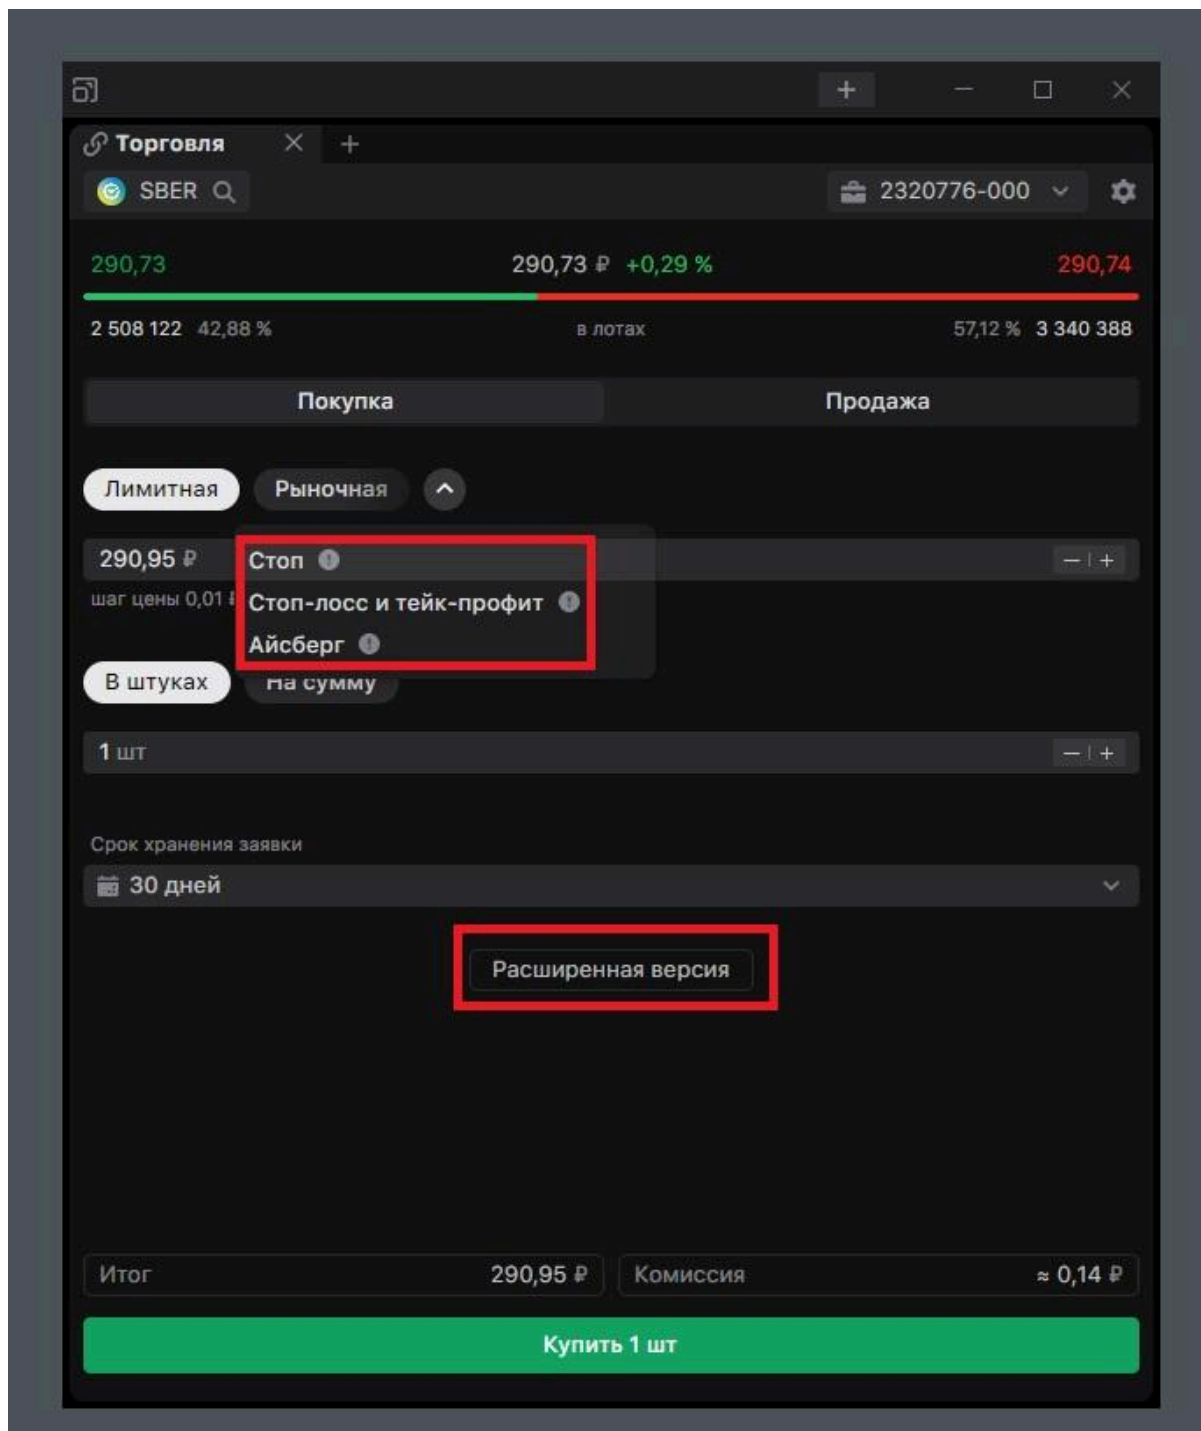 Торговля
SBER 2320776-000
290,73 290,73 ₽ +0,29 % 290,74
2 508 122 42,88 % в лотах 57,12 % 3 340 388
Покупка Продажа
Лимитная Рыночная
290,95 ₽ Стоп
шаг цены 0,01 Стоп-лосс и тейк-профит
Айсберг
В штуках На сумму
1 шт
Срок хранения заявки
30 дней
Расширенная версия
Итог 290,95 ₽ Комиссия ≈ 0,14 ₽
Купить 1 шт